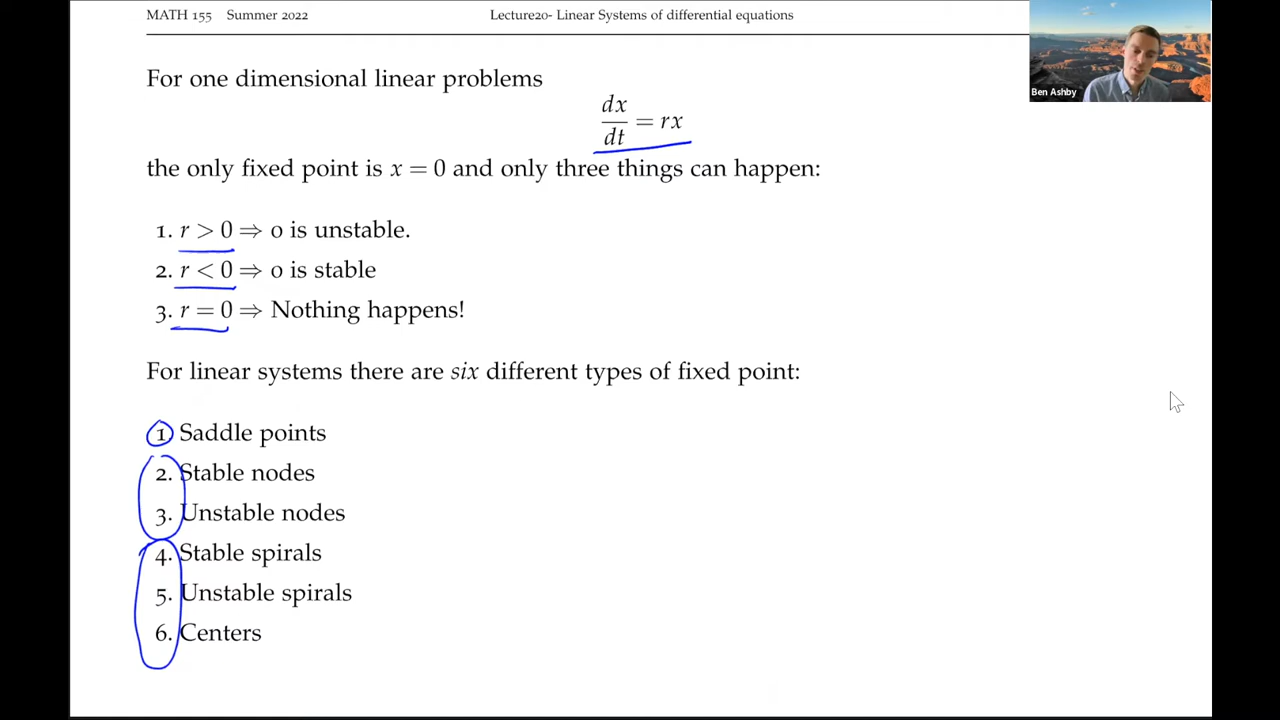 MATH 155 Summer 2022 Lecture20- Linear Systems of differential equations
Ben Ashby
For one dimensional linear problems
dx/dt = rx
the only fixed point is x = 0 and only three things can happen:
1. r > 0 ⇒ 0 is unstable.
2. r < 0 ⇒ 0 is stable
3. r = 0 ⇒ Nothing happens!
For linear systems there are six different types of fixed point:
1. Saddle points
2. Stable nodes
3. Unstable nodes
4. Stable spirals
5. Unstable spirals
6. Centers